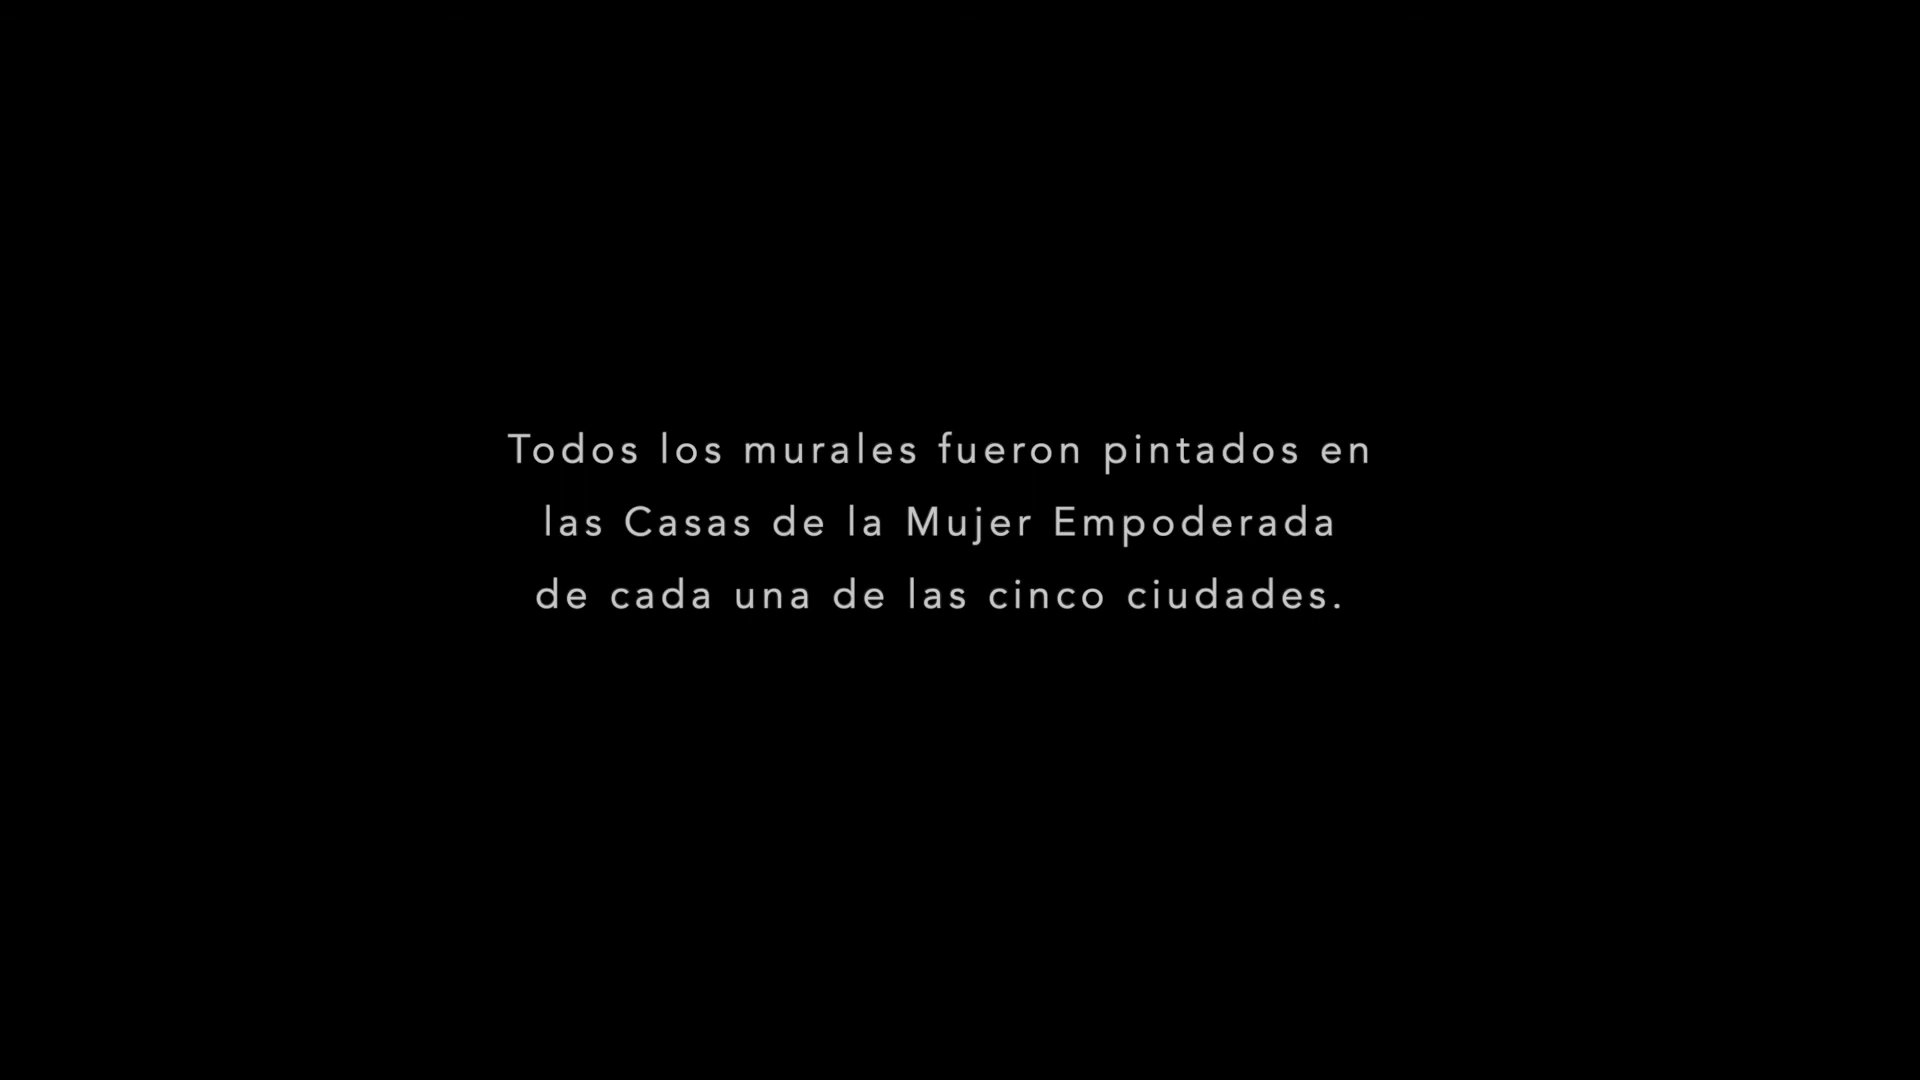 Todos los murales fueron pintados en
las Casas de la Mujer Empoderada
de cada una de las cinco ciudades.